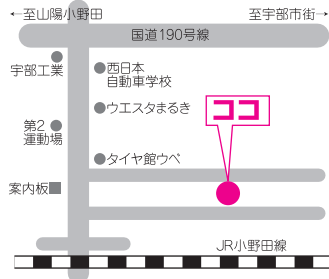 ←至山陽小野田
至宇部市街→
国道190号線
宇部工業
西日本
自動車学校
ウエスタまるき
第2
運動場
ココ
タイヤ館ウベ
案内板
JR小野田線